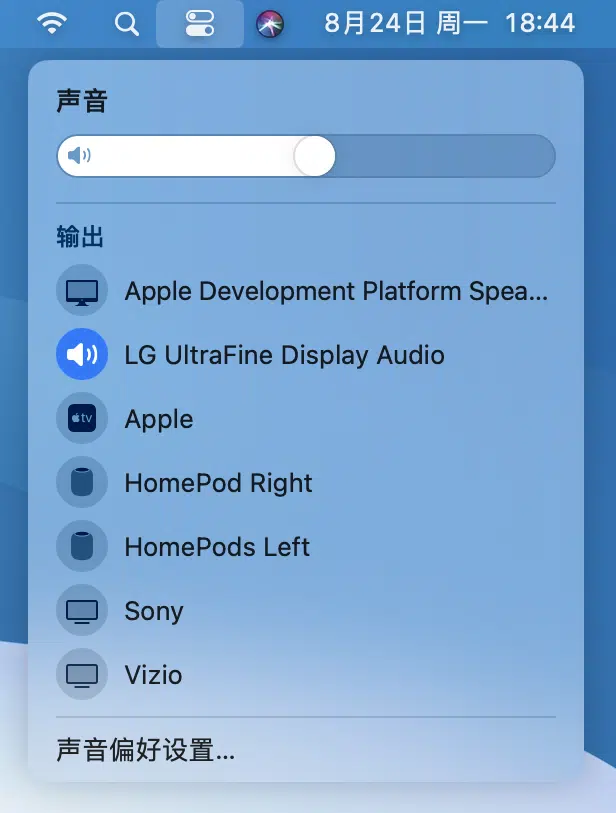 8月24日 周一 18:44
声音
输出
Apple Development Platform Spea...
LG UltraFine Display Audio
tv
Apple
HomePod Right
HomePods Left
Sony
Vizio
声音偏好设置...